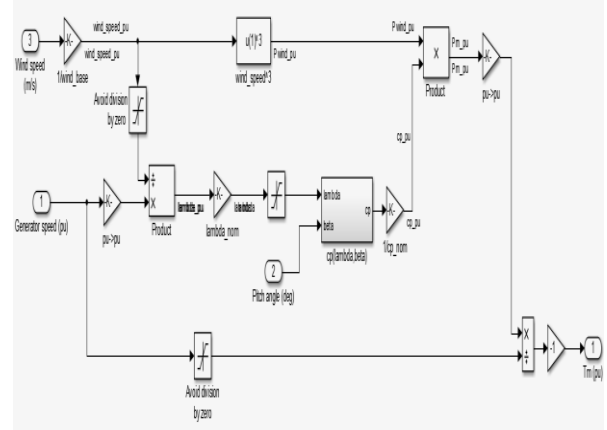 3
Wind speed
(m/s)
-K-
1/wind_base
wind_speed_pu
wind_speed_pu
u(1)^3
wind_speed^3
Pwind_pu
Pwind_pu
×
Product
Pm_pu
Pm_pu
-K-
pu->pu
Avoid division
by zero
cp_pu
1
Generator speed (pu)
-K-
pu->pu
÷
×
Product
lambda_pu
-K-
lambda_nom
lambda
beta
cp
cp(lambda,beta)
-K-
1/cp_nom
cp_pu
2
Pitch angle (deg)
Avoid division
by zero
×
÷
-1
1
Tm (pu)